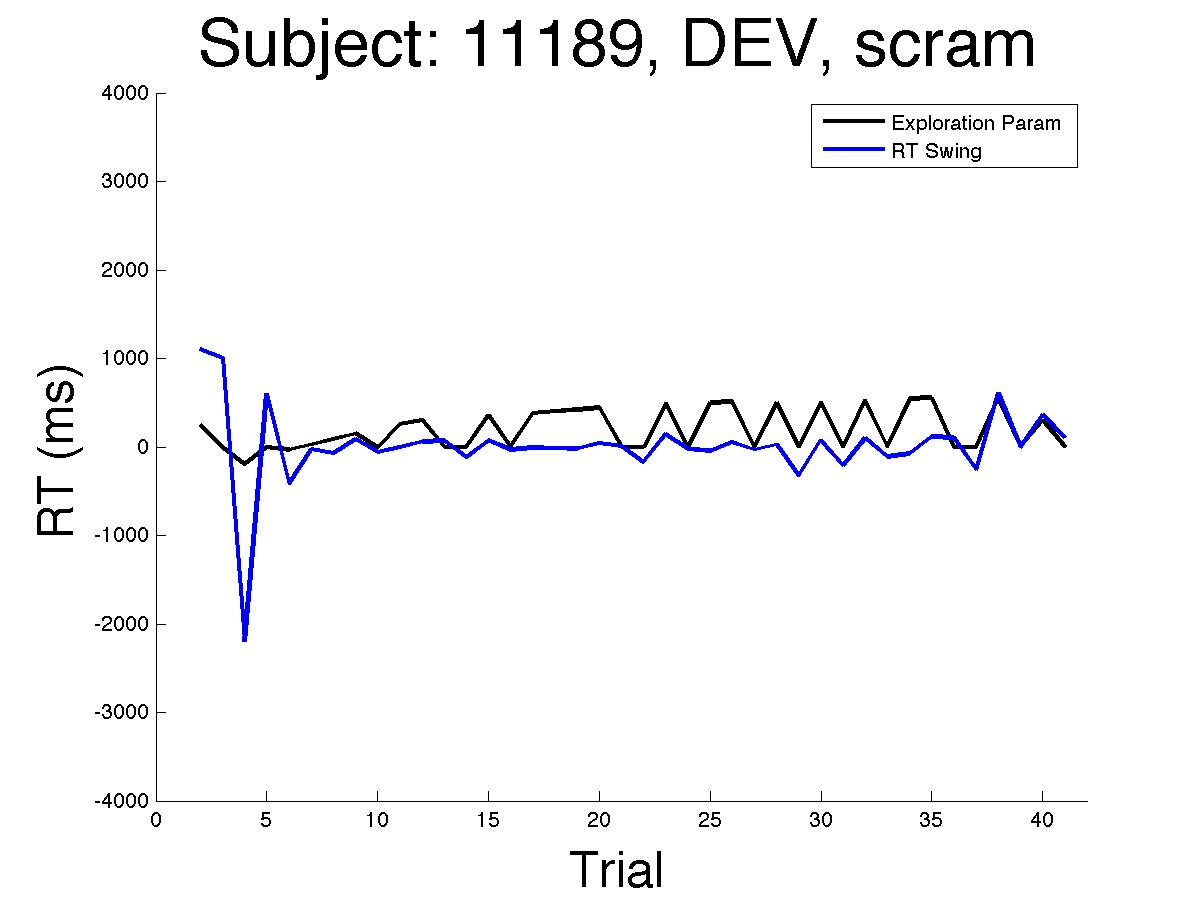 Subject: 11189, DEV, scram
Exploration Param
RT Swing
4000
3000
2000
1000
0
-1000
-2000
-3000
-4000
RT (ms)
0 5 10 15 20 25 30 35 40
Trial